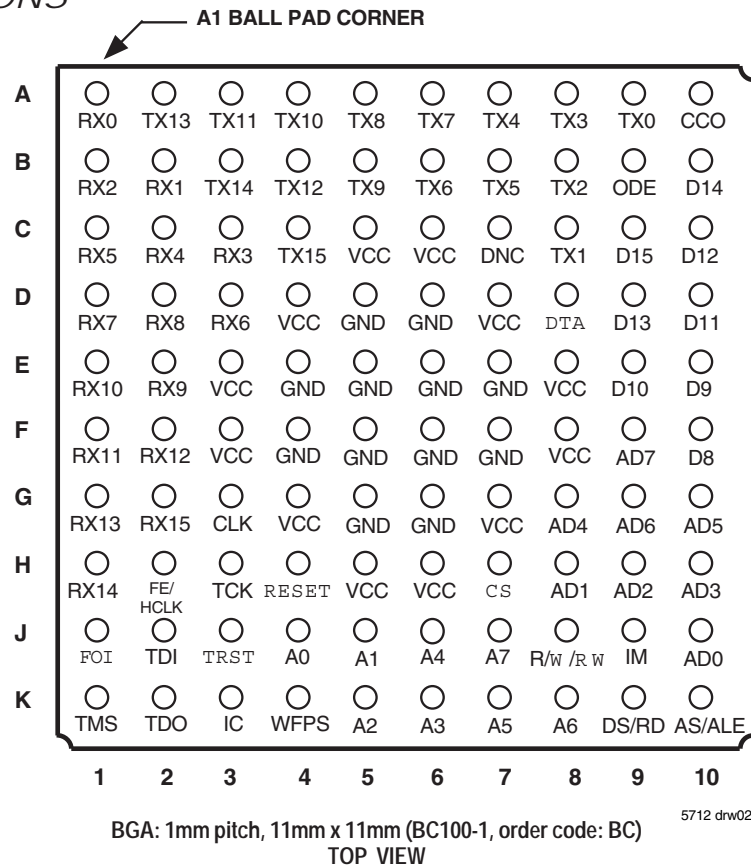 A1 BALL PAD CORNER
A
RX0 TX13 TX11 TX10 TX8 TX7 TX4 TX3 TX0 CCO
B
RX2 RX1 TX14 TX12 TX9 TX6 TX5 TX2 ODE D14
C
RX5 RX4 RX3 TX15 VCC VCC DNC TX1 D15 D12
D
RX7 RX8 RX6 VCC GND GND VCC DTA D13 D11
E
RX10 RX9 VCC GND GND GND GND VCC D10 D9
F
RX11 RX12 VCC GND GND GND GND VCC AD7 D8
G
RX13 RX15 CLK VCC GND GND VCC AD4 AD6 AD5
H
RX14 FE/ TCK RESET VCC VCC CS AD1 AD2 AD3
HCLK
J
FOI TDI TRST A0 A1 A4 A7 R/W /R W IM AD0
K
TMS TDO IC WFPS A2 A3 A5 A6 DS/RD AS/ALE
1 2 3 4 5 6 7 8 9 10
5712 drw02
BGA: 1mm pitch, 11mm x 11mm (BC100-1, order code: BC)
TOP VIEW